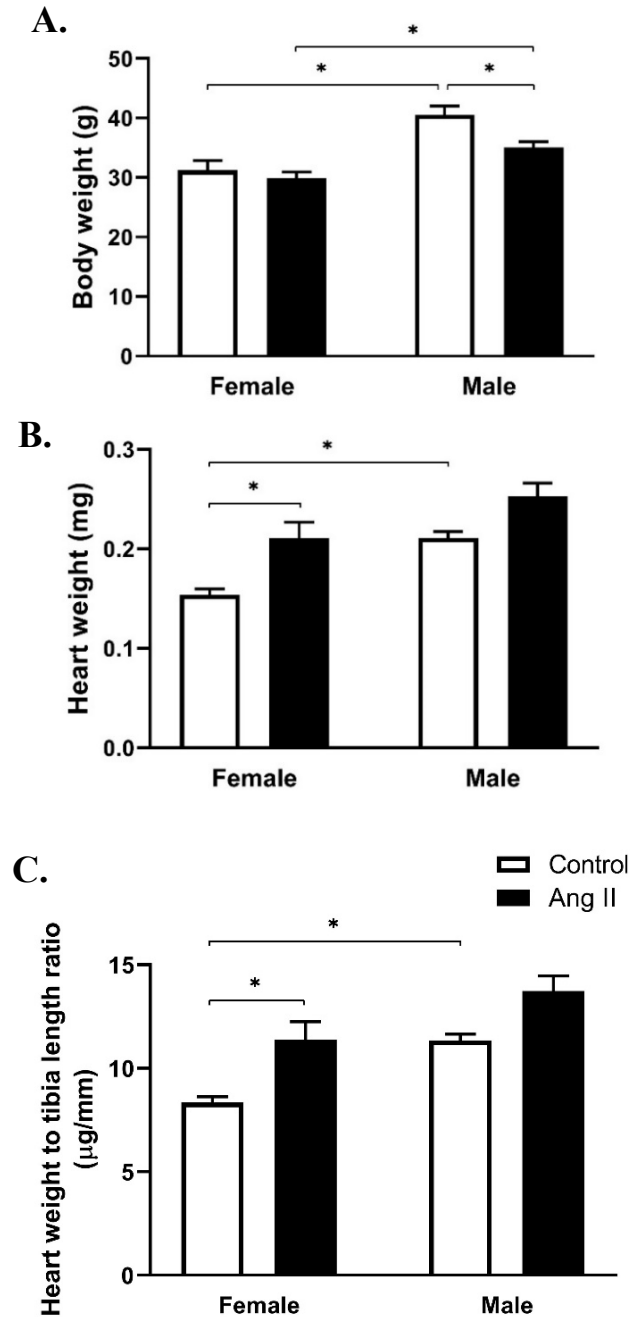 A.
Body weight (g)
50
40
30
20
10
0
*
*
*
Female
Male
B.
Heart weight (mg)
0.3
0.2
0.1
0.0
*
*
Female
Male
C.
Control
Ang II
Heart weight to tibia length ratio
(μg/mm)
15
10
5
0
*
*
Female
Male